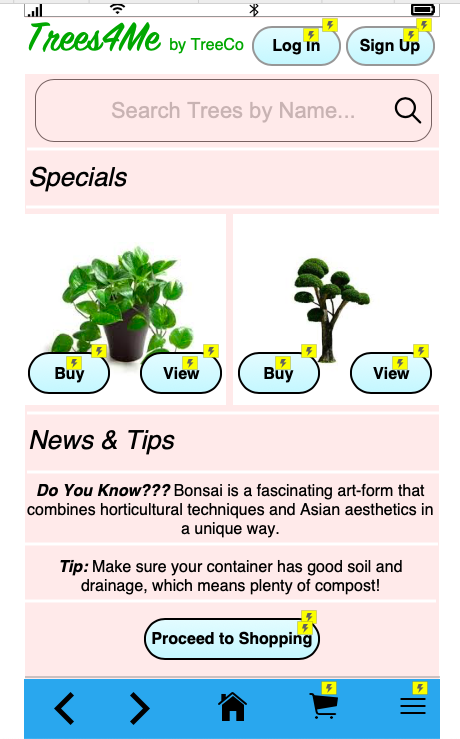 Trees4Me by TreeCo Log In Sign Up
Search Trees by Name...
Specials
Buy View Buy View
News & Tips
Do You Know??? Bonsai is a fascinating art-form that
combines horticultural techniques and Asian aesthetics in
a unique way.
Tip: Make sure your container has good soil and
drainage, which means plenty of compost!
Proceed to Shopping